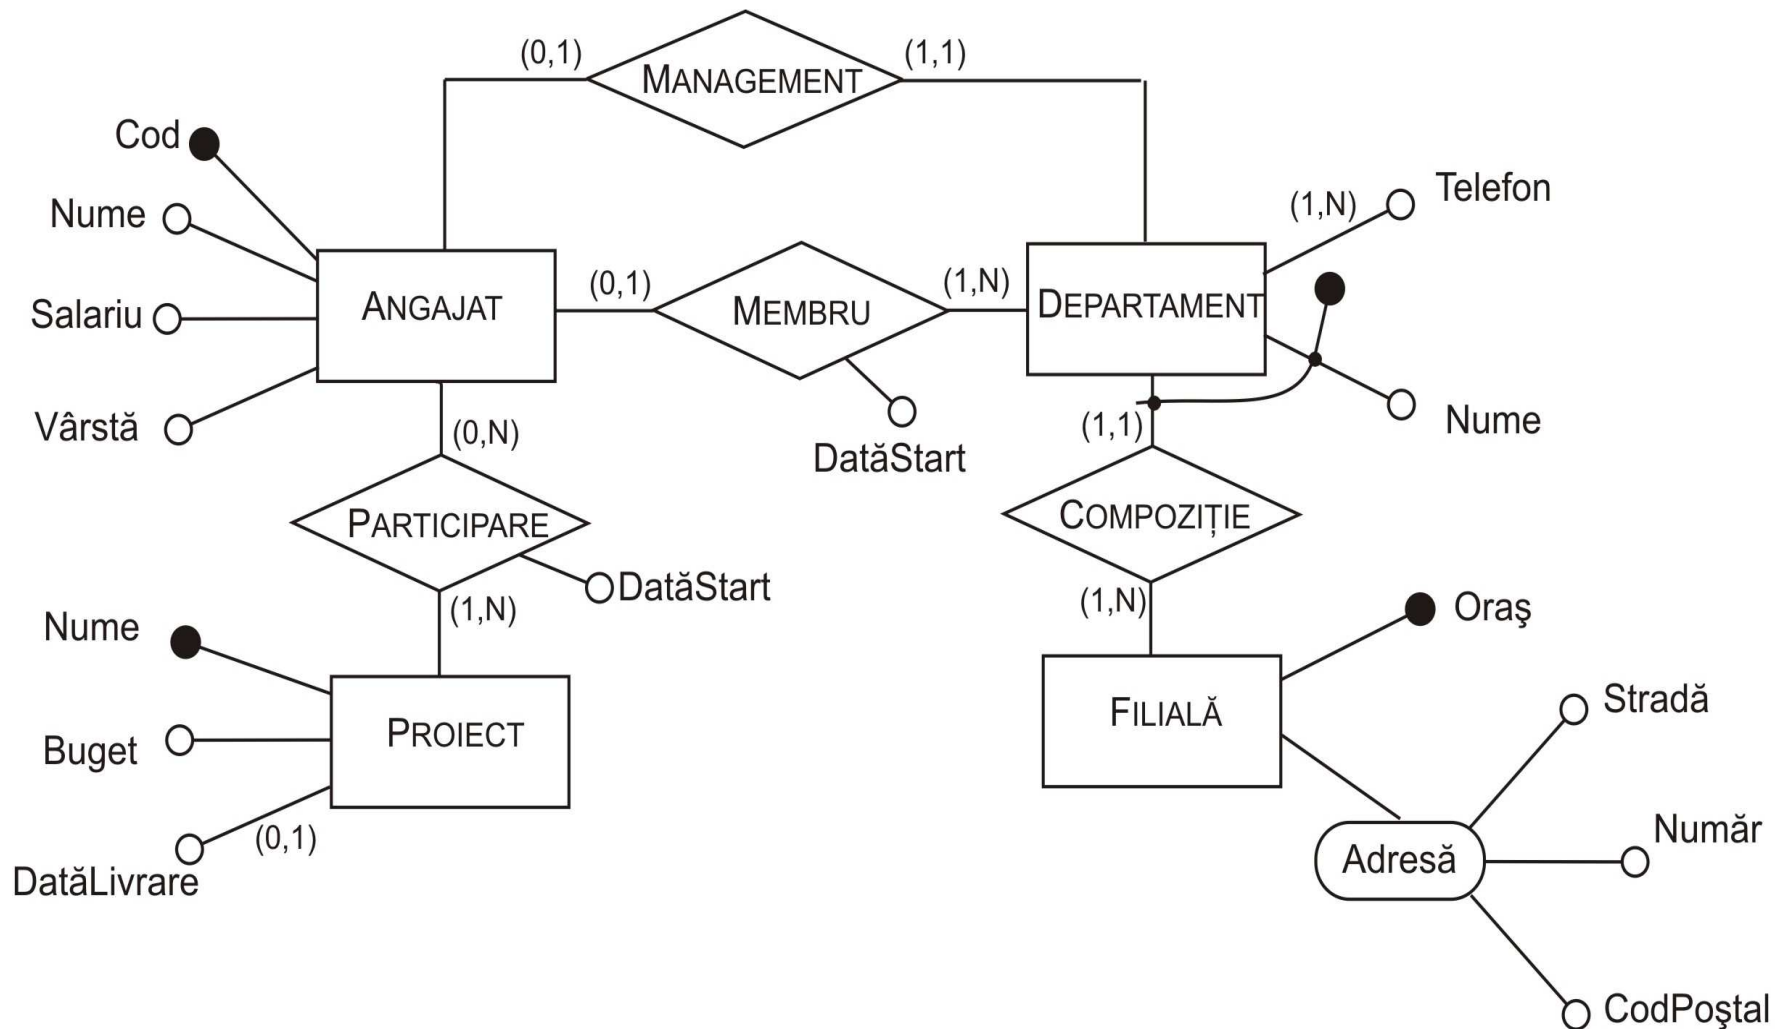 (0,1)
MANAGEMENT
(1,1)
Cod
Nume
Salariu
Vârstă
ANGAJAT
(0,1)
MEMBRU
(1,N)
DEPARTAMENT
(1,N)
Telefon
Nume
DatăStart
(0,N)
PARTICIPARE
DatăStart
(1,N)
(1,1)
COMPOZIȚIE
(1,N)
Nume
Buget
DatăLivrare
(0,1)
PROIECT
FILIALĂ
Oraş
Adresă
Stradă
Număr
CodPoştal